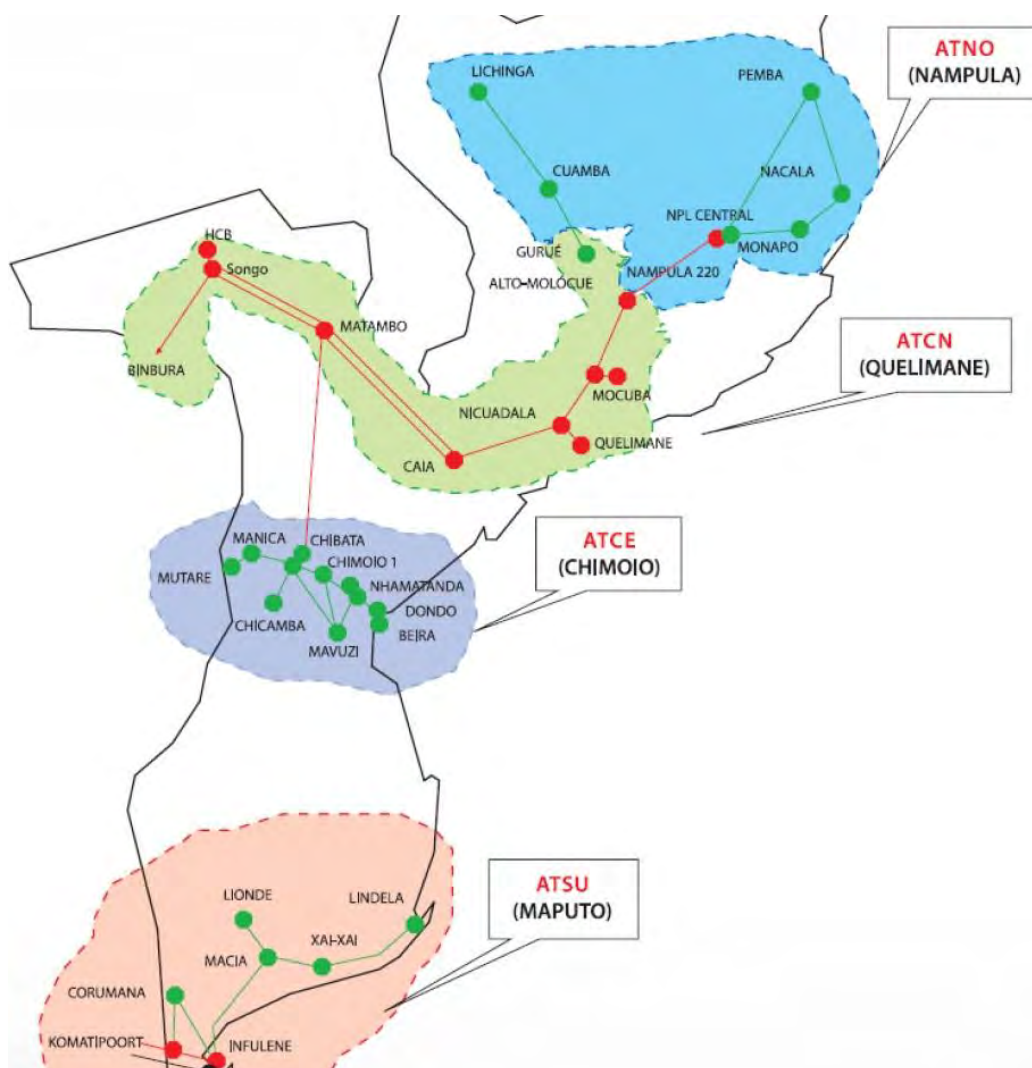 ATNO
(NAMPULA)
LICHINGA
PEMBA
CUAMBA
NACALA
NPL CENTRAL
MONAPO
HCB
GURUÉ
Songo
ALTO-MOLÓCUE
NAMPULA 220
MATAMBO
ATCN
(QUELIMANE)
BINBURA
MOCUBA
NICUADALA
QUELIMANE
CAIA
ATCE
(CHIMOIO)
MANICA
CHIBATA
CHIMOIO 1
MUTARE
NHAMATANDA
DONDO
CHICAMBA
BEIRA
MAVUZI
ATSU
(MAPUTO)
LIONDE
LINDELA
XAI-XAI
MACIA
CORUMANA
KOMATIPOORT
INFULENE